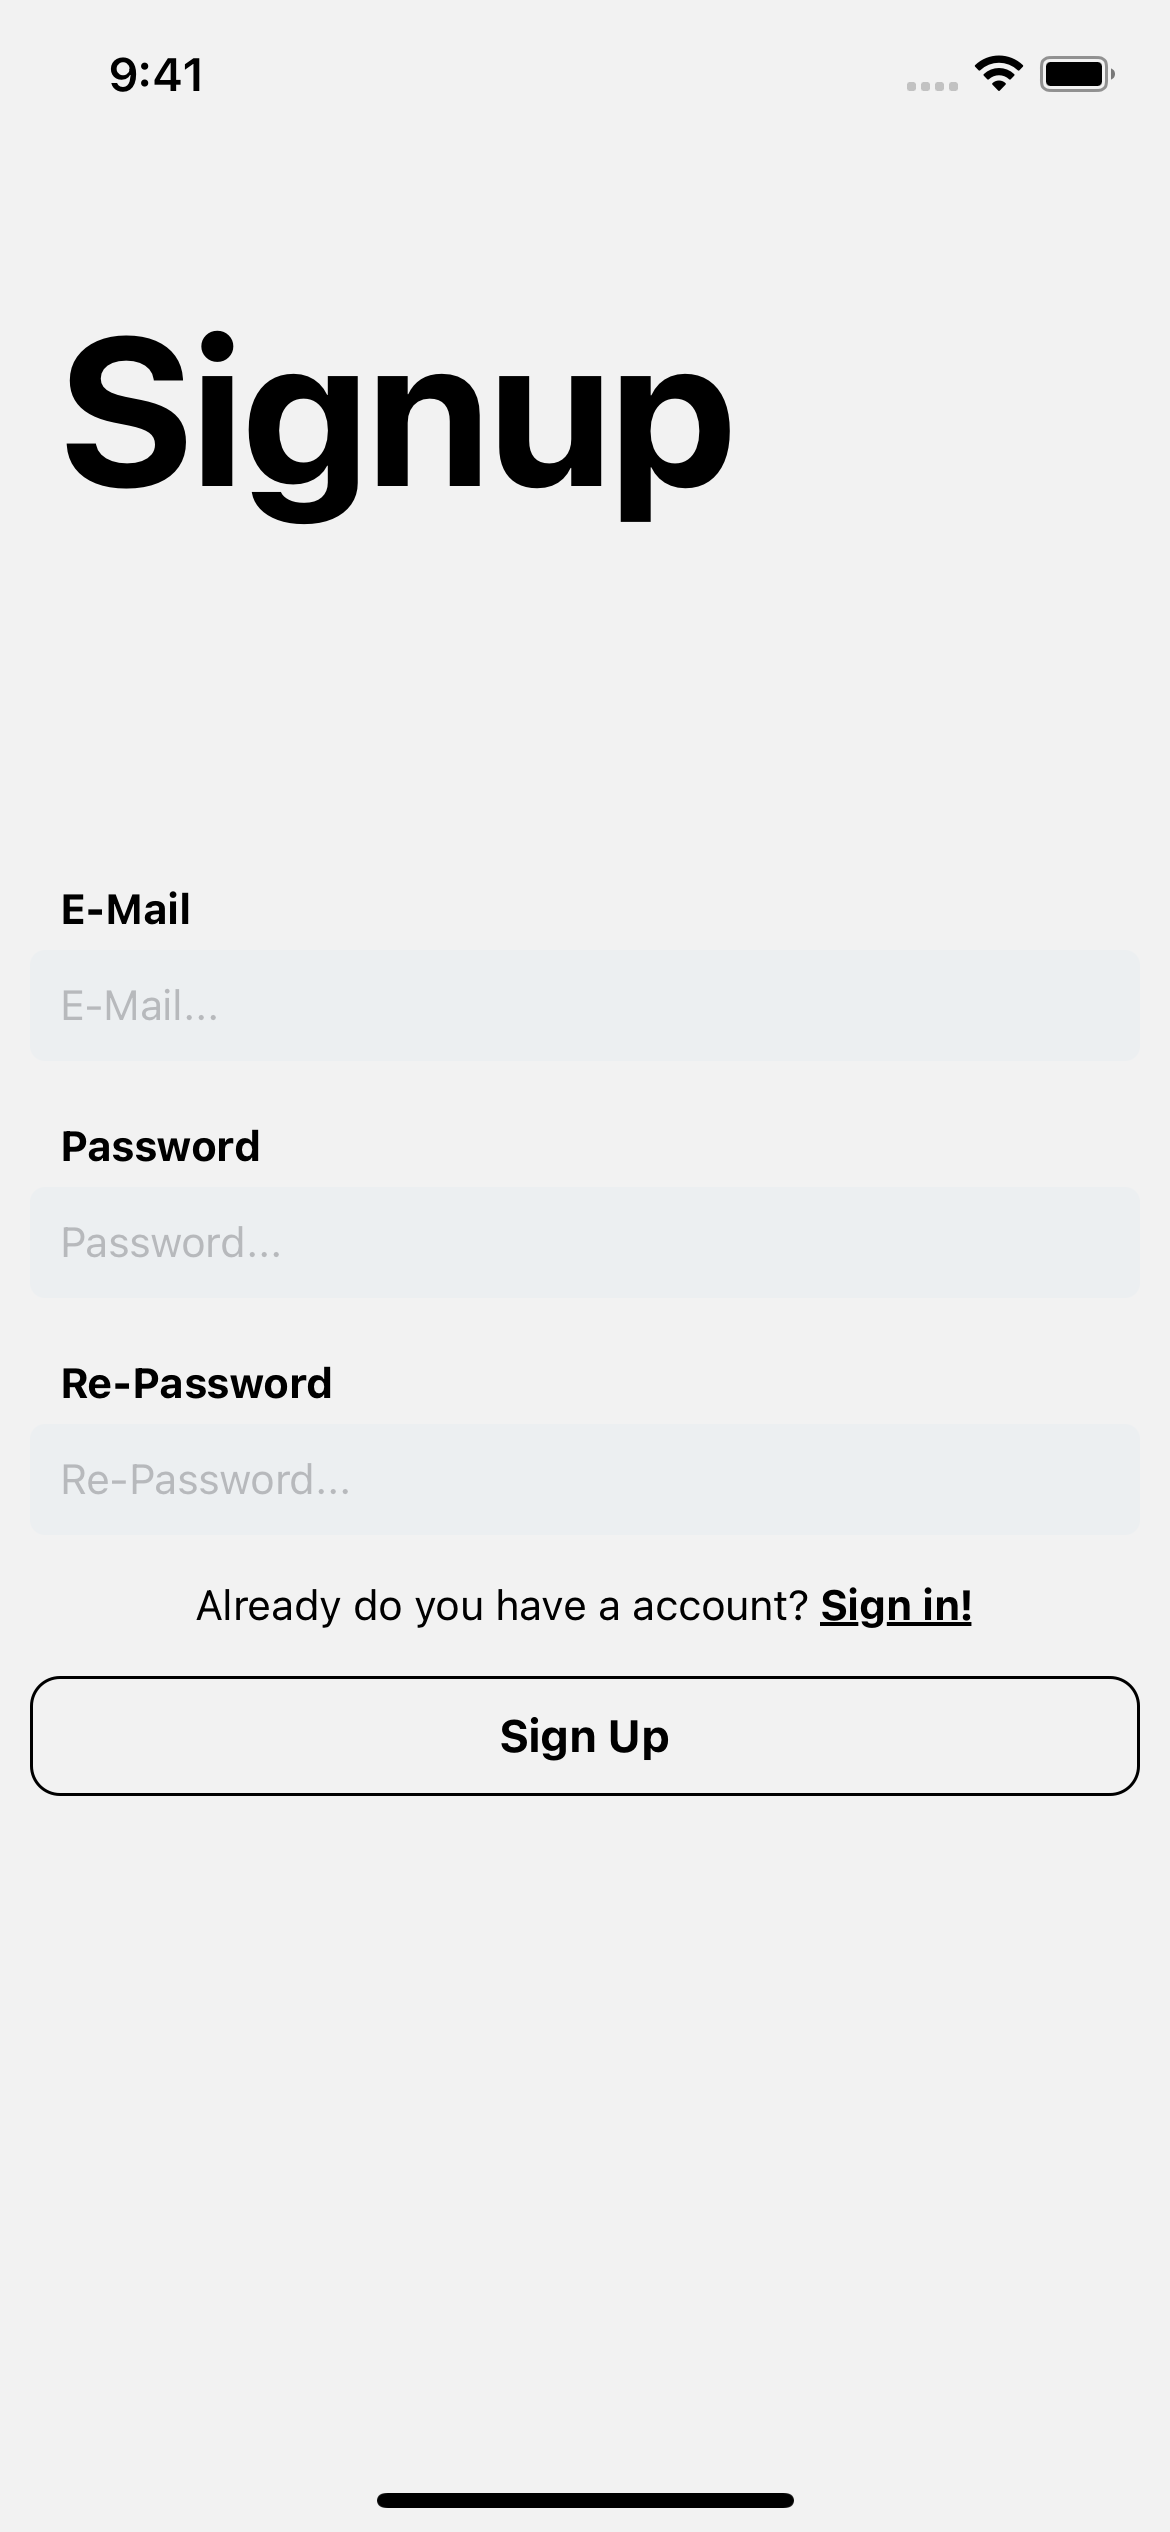 9:41
Signup
E-Mail
E-Mail...
Password
Password...
Re-Password
Re-Password...
Already do you have a account? Sign in!
Sign Up